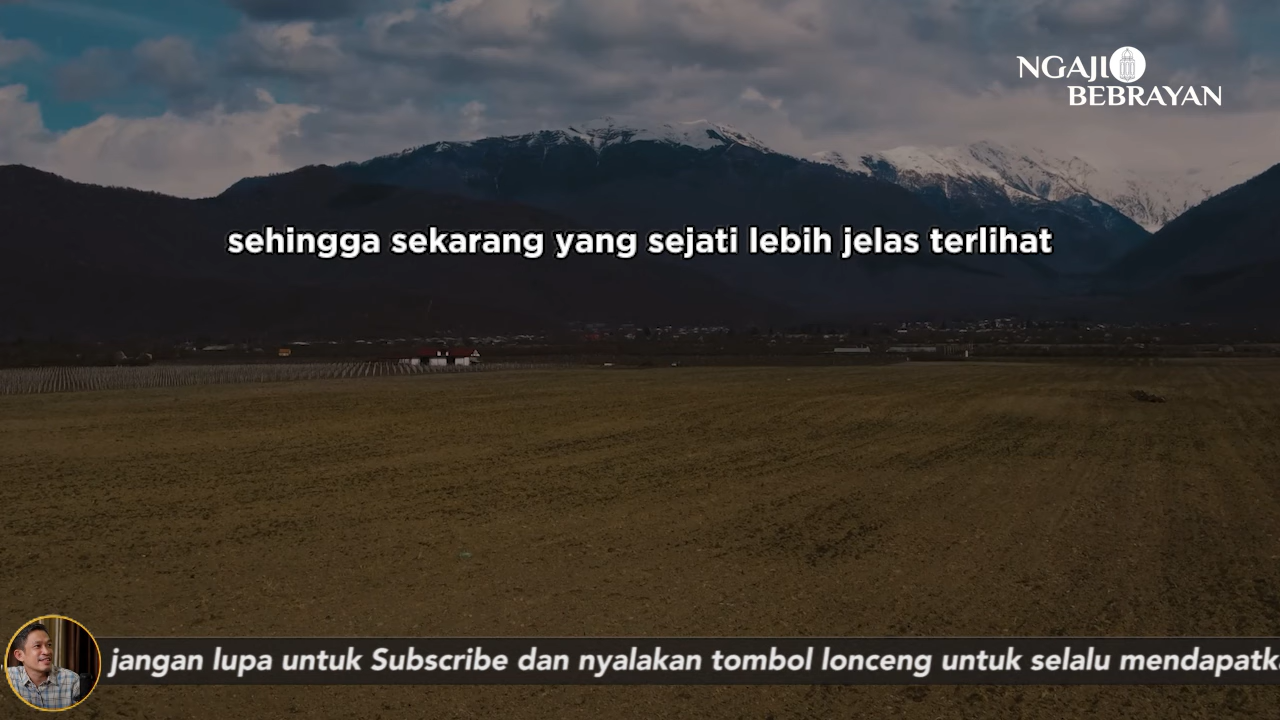 NGAJI
BEBRAYAN
sehingga sekarang yang sejati lebih jelas terlihat
jangan lupa untuk Subscribe dan nyalakan tombol lonceng untuk selalu